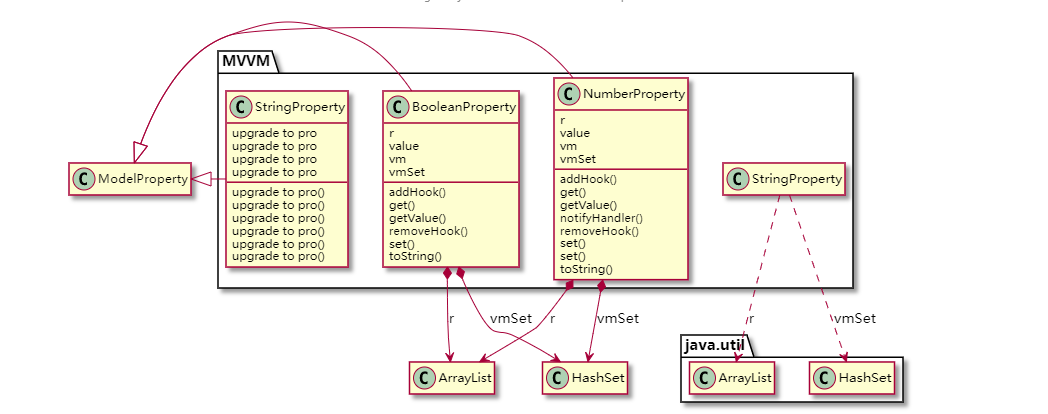 MVVM
C StringProperty
upgrade to pro
upgrade to pro
upgrade to pro
upgrade to pro
upgrade to pro()
upgrade to pro()
upgrade to pro()
upgrade to pro()
upgrade to pro()
upgrade to pro()
C BooleanProperty
r
value
vm
vmSet
addHook()
get()
getValue()
removeHook()
set()
toString()
C NumberProperty
r
value
vm
vmSet
addHook()
get()
getValue()
notifyHandler()
removeHook()
set()
set()
toString()
C StringProperty
C ModelProperty
r
vmSet
r
vmSet
r
vmSet
C ArrayList
C HashSet
java.util
C ArrayList
C HashSet